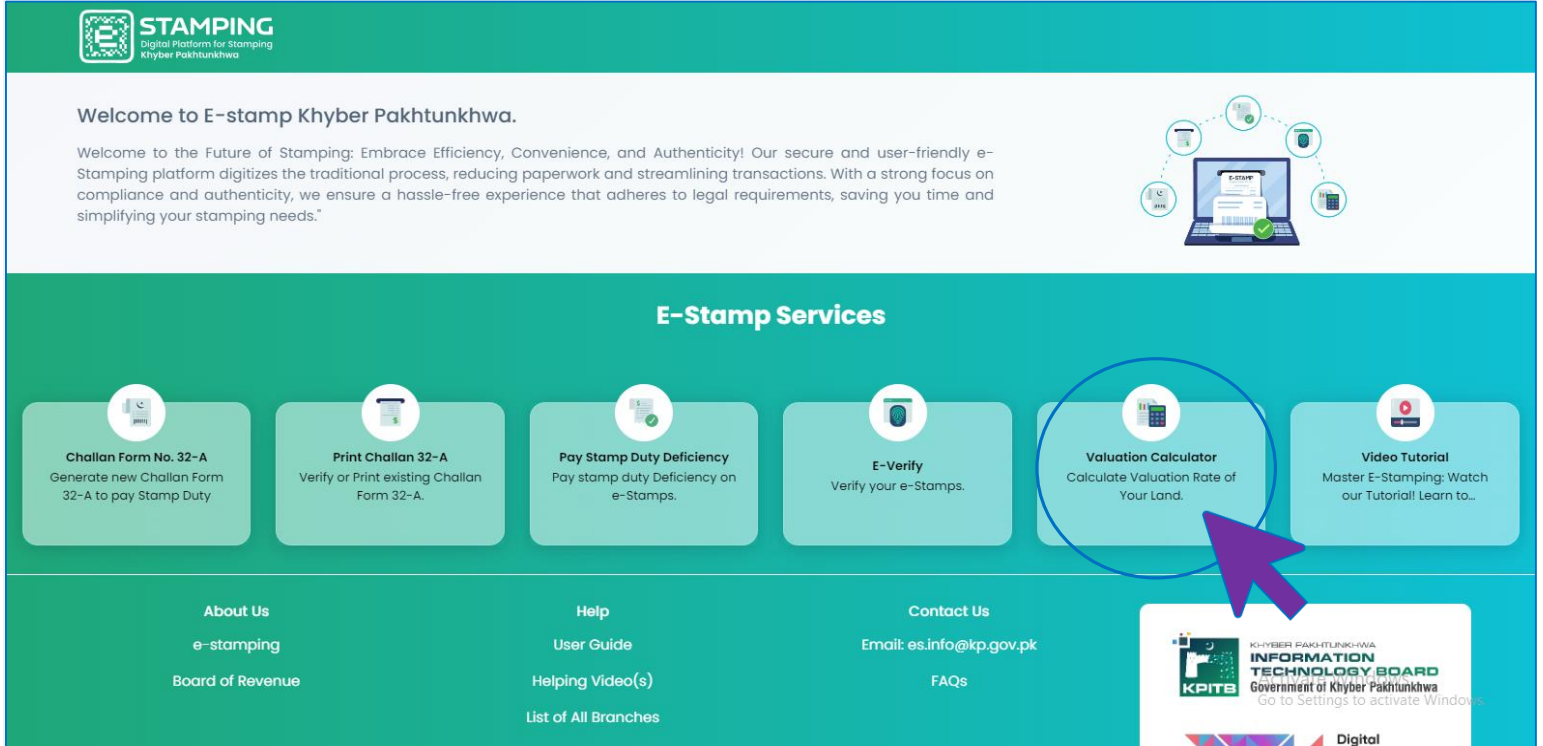 STAMPING
Digital Platform for Stamping
Khyber Pakhtunkhwa
Welcome to E-stamp Khyber Pakhtunkhwa.
Welcome to the Future of Stamping: Embrace Efficiency, Convenience, and Authenticity! Our secure and user-friendly e-
Stamping platform digitizes the traditional process, reducing paperwork and streamlining transactions. With a strong focus on
compliance and authenticity, we ensure a hassle-free experience that adheres to legal requirements, saving you time and
simplifying your stamping needs."
E-STAMP
E-Stamp Services
Challan Form No. 32-A
Generate new Challan Form
32-A to pay Stamp Duty
Print Challan 32-A
Verify or Print existing Challan
Form 32-A.
Pay Stamp Duty Deficiency
Pay stamp duty Deficiency on
e-Stamps.
E-Verify
Verify your e-Stamps.
Valuation Calculator
Calculate Valuation Rate of
Your Land.
Video Tutorial
Master E-Stamping: Watch
our Tutorial! Learn to...
About Us
e-stamping
Board of Revenue
Help
User Guide
Helping Video(s)
List of All Branches
Contact Us
Email: es.info@kp.gov.pk
FAQs
KPITB
KHYBER PAKHTUNKHWA
INFORMATION
TECHNOLOGY BOARD
Government of Khyber Pakhtunkhwa
Activate Windows
Go to Settings to activate Windows.
Digital